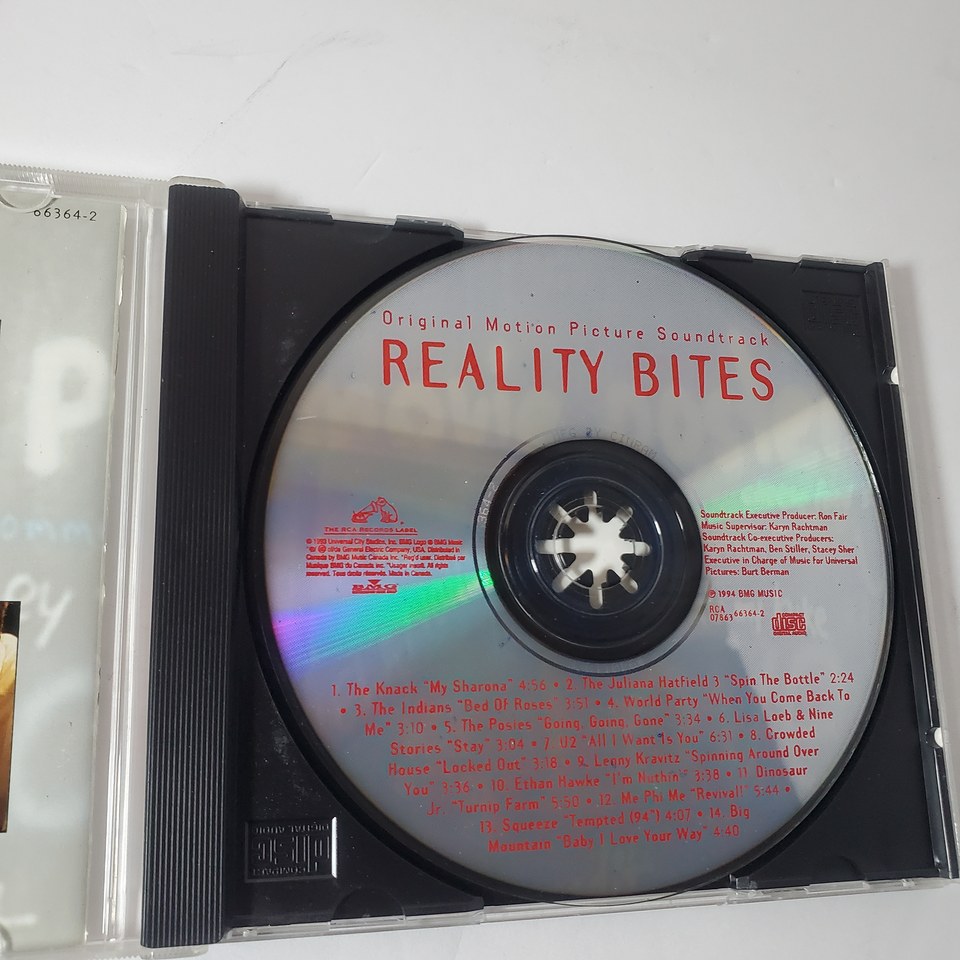 66364-2
P
ey
Original Motion Picture Soundtrack
REALITY BITES
THE RCA RECORDS LABEL
BMG
Soundtrack Executive Producer: Ron Fair
Music Supervisor: Karyn Rachtman
Soundtrack Co-executive Producers:
Karyn Rachtman, Ben Stiller, Stacey Sher
Executive in Charge of Music for Universal
Pictures: Burt Berman
℗ 1994 BMG MUSIC
RCA
07863 66364-2
COMPACT
disc
DIGITAL AUDIO
1. The Knack "My Sharona" 4:56 • 2. The Juliana Hatfield 3 "Spin The Bottle" 2:24
• 3. The Indians "Bed Of Roses" 3:51 • 4. World Party "When You Come Back To
Me" 3:10 • 5. The Posies "Going, Going, Gone" 3:34 • 6. Lisa Loeb & Nine
Stories "Stay" 3:04 • 7. U2 "All I Want Is You" 6:31 • 8. Crowded
House "Locked Out" 3:18 • 9. Lenny Kravitz "Spinning Around Over
You" 3:36 • 10. Ethan Hawke "I'm Nuthin'" 3:38 • 11. Dinosaur
Jr. "Turnip Farm" 5:50 • 12. Me Phi Me "Revival" 5:44 •
13. Squeeze "Tempted (94")  4:07 • 14. Big
Mountain "Baby, I Love Your Way" 4:40